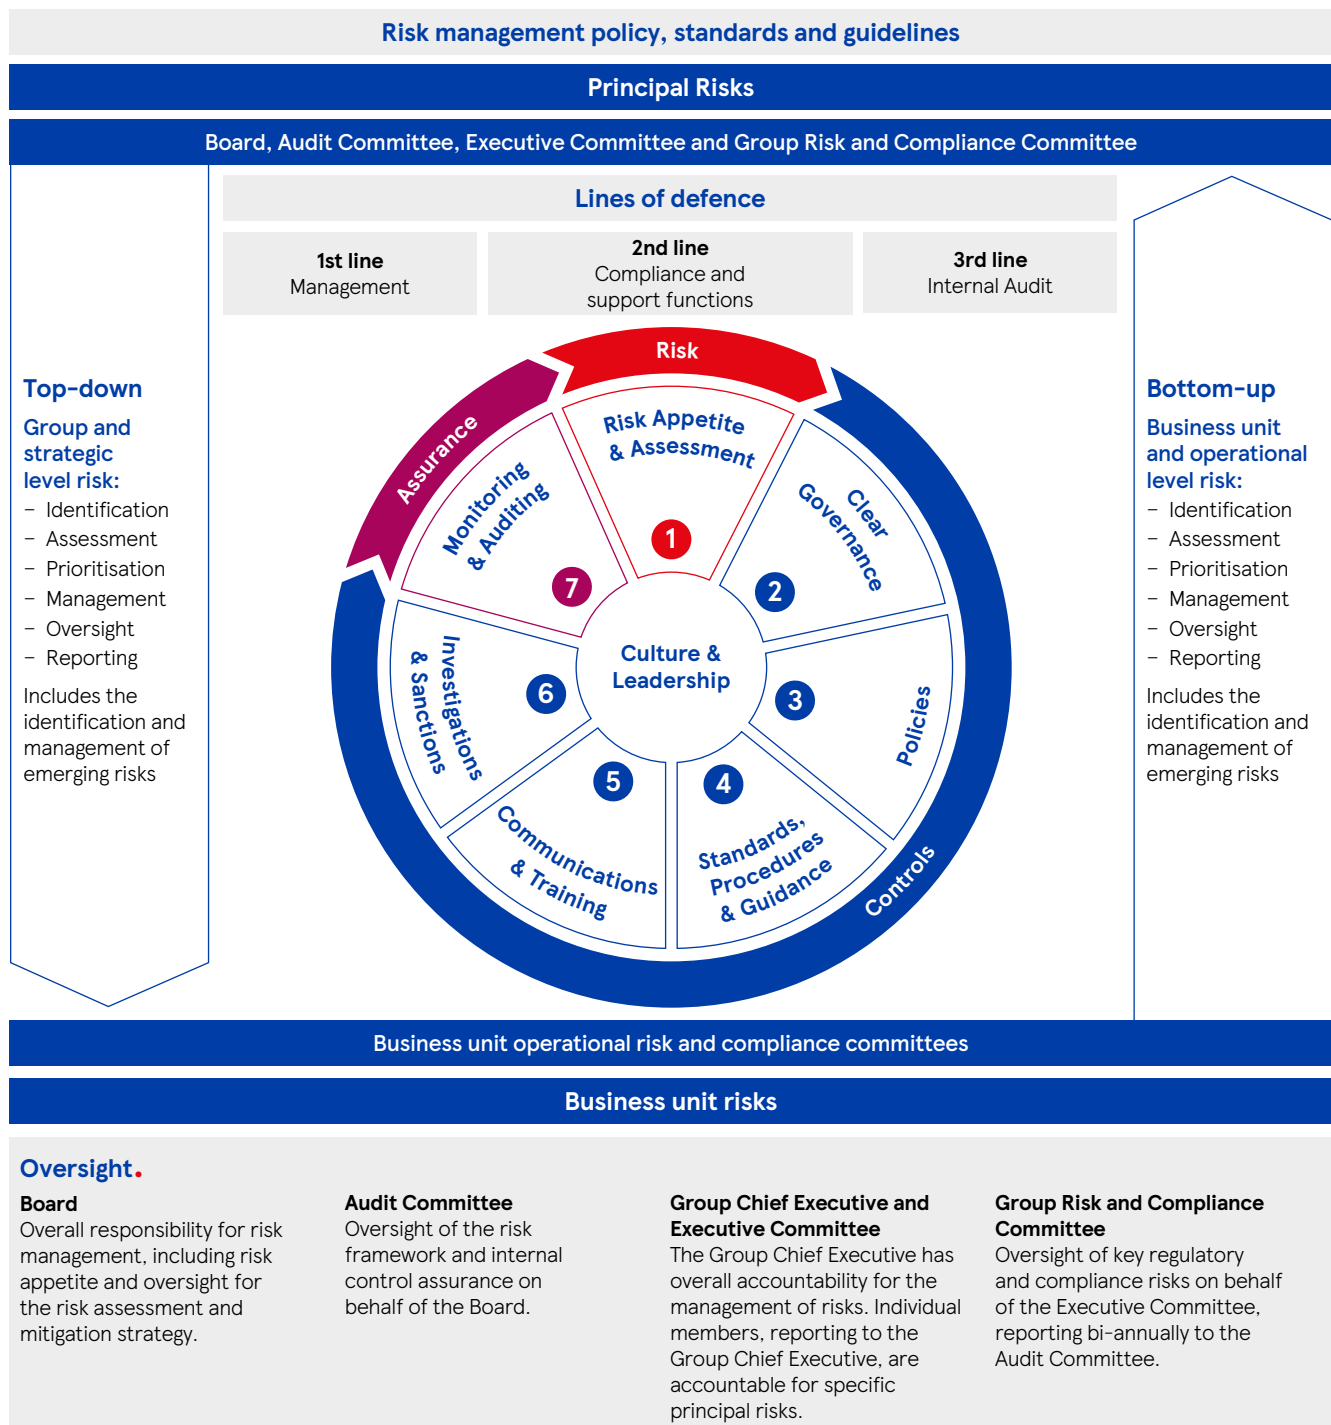 Risk management policy, standards and guidelines
Principal Risks
Board, Audit Committee, Executive Committee and Group Risk and Compliance Committee
Lines of defence
1st line
Management
2nd line
Compliance and
support functions
3rd line
Internal Audit
Top-down
Group and
strategic
level risk:
– Identification
– Assessment
– Prioritisation
– Management
– Oversight
– Reporting
Includes the
identification and
management of
emerging risks
Risk
Controls
Assurance
Risk Appetite
& Assessment
1
Clear
Governance
2
Policies
3
Standards,
Procedures
& Guidance
4
Communications
& Training
5
Investigations
& Sanctions
6
Monitoring
& Auditing
7
Culture &
Leadership
Bottom-up
Business unit
and operational
level risk:
– Identification
– Assessment
– Prioritisation
– Management
– Oversight
– Reporting
Includes the
identification and
management of
emerging risks
Business unit operational risk and compliance committees
Business unit risks
Oversight.
Board
Overall responsibility for risk
management, including risk
appetite and oversight for
the risk assessment and
mitigation strategy.
Audit Committee
Oversight of the risk
framework and internal
control assurance on
behalf of the Board.
Group Chief Executive and
Executive Committee
The Group Chief Executive has
overall accountability for the
management of risks. Individual
members, reporting to the
Group Chief Executive, are
accountable for specific
principal risks.
Group Risk and Compliance
Committee
Oversight of key regulatory
and compliance risks on behalf
of the Executive Committee,
reporting bi-annually to the
Audit Committee.